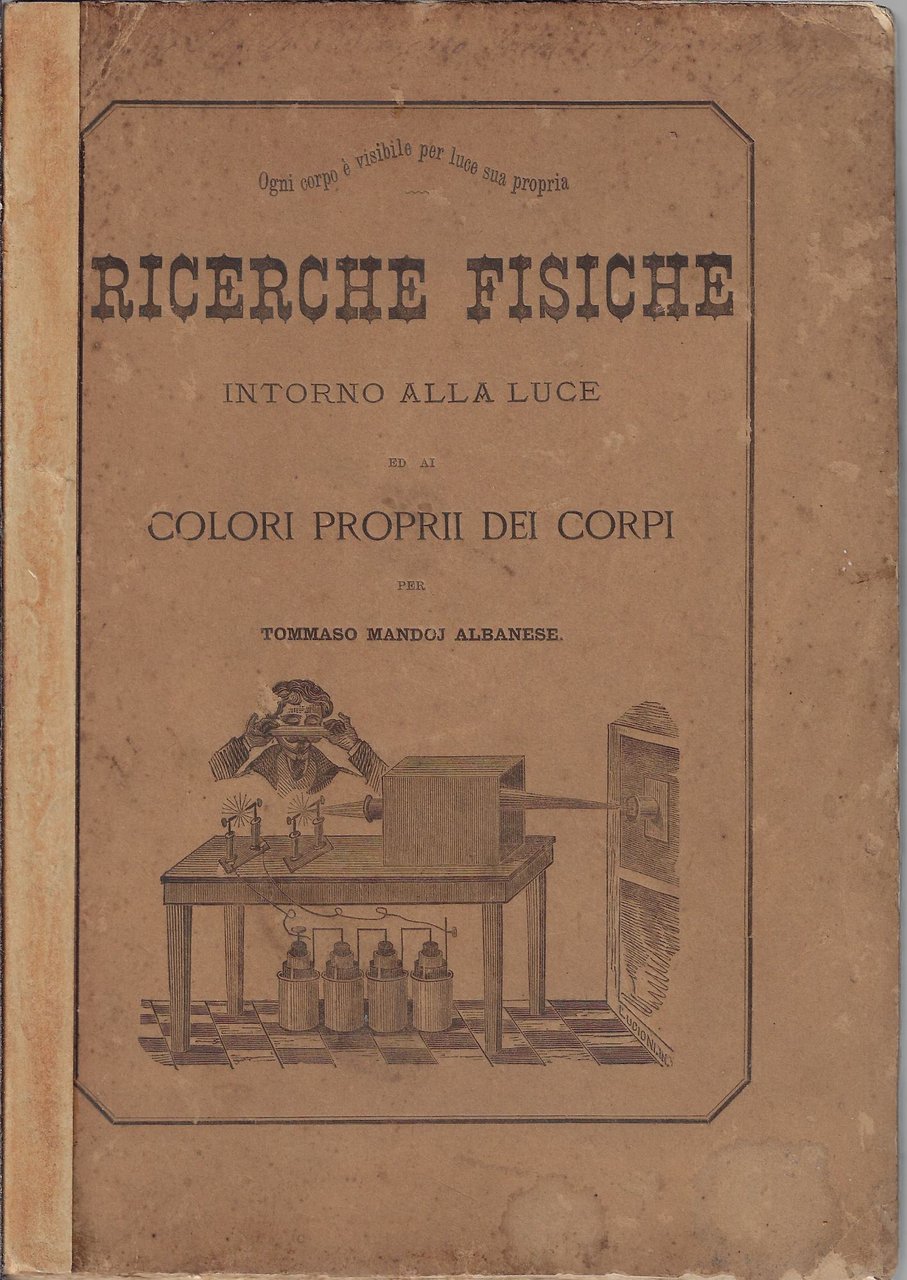 Ogni corpo è visibile per luce sua propria
RICERCHE FISICHE
INTORNO ALLA LUCE
ED AI
COLORI PROPRII DEI CORPI
PER
TOMMASO MANDOJ ALBANESE.